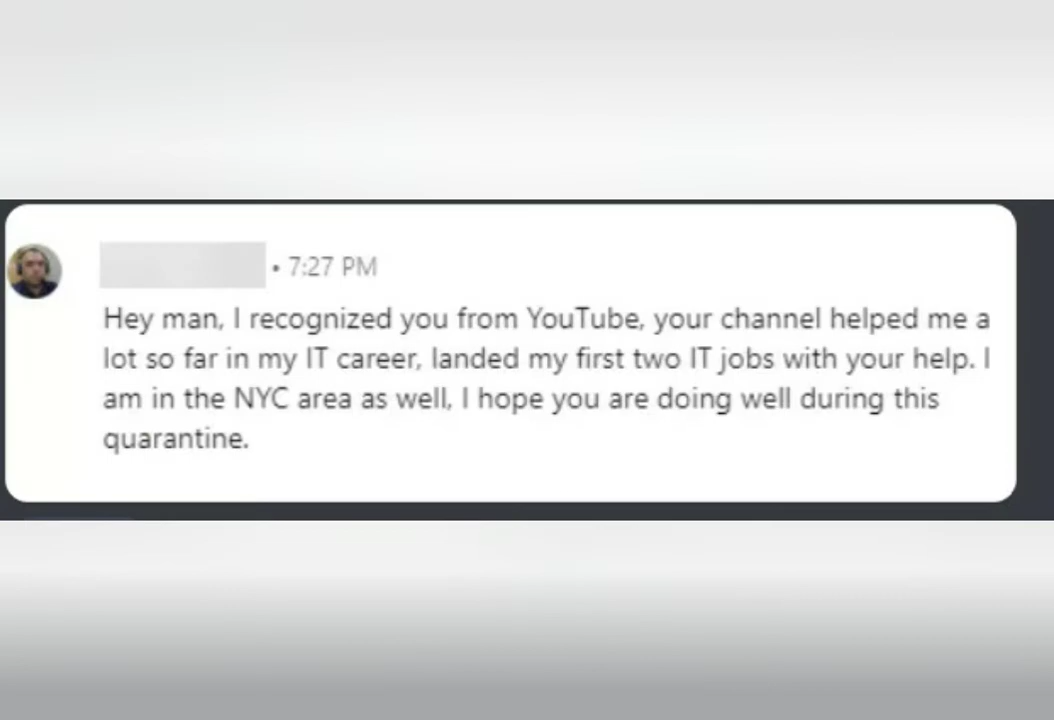 • 7:27 PM
Hey man, I recognized you from YouTube, your channel helped me a
lot so far in my IT career, landed my first two IT jobs with your help. I
am in the NYC area as well, I hope you are doing well during this
quarantine.